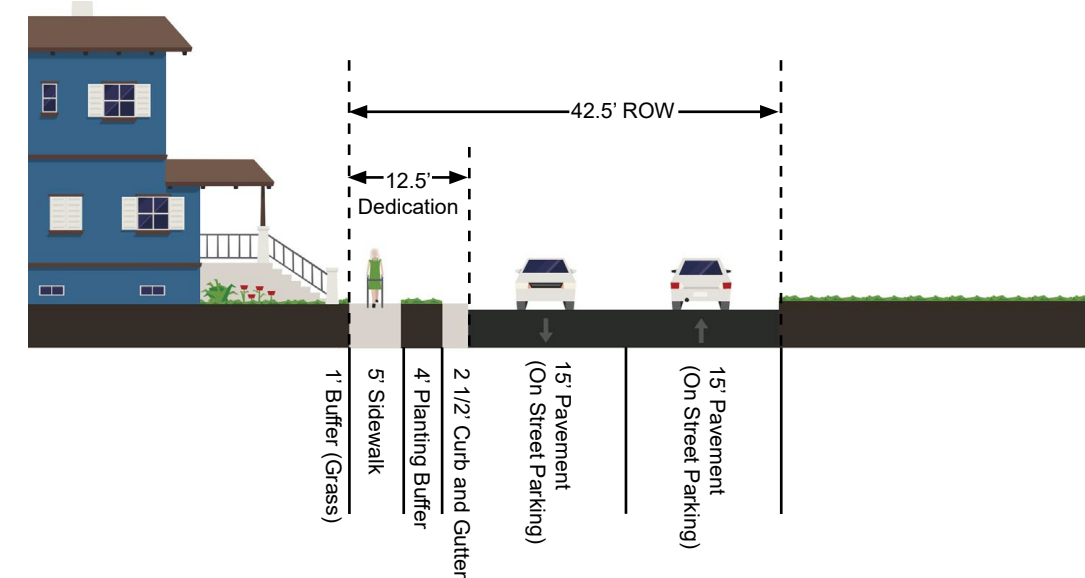 42.5’ ROW
12.5’
Dedication
1’ Buffer (Grass)
5’ Sidewalk
4’ Planting Buffer
2 1/2’ Curb and Gutter
15’ Pavement
(On Street Parking)
15’ Pavement
(On Street Parking)